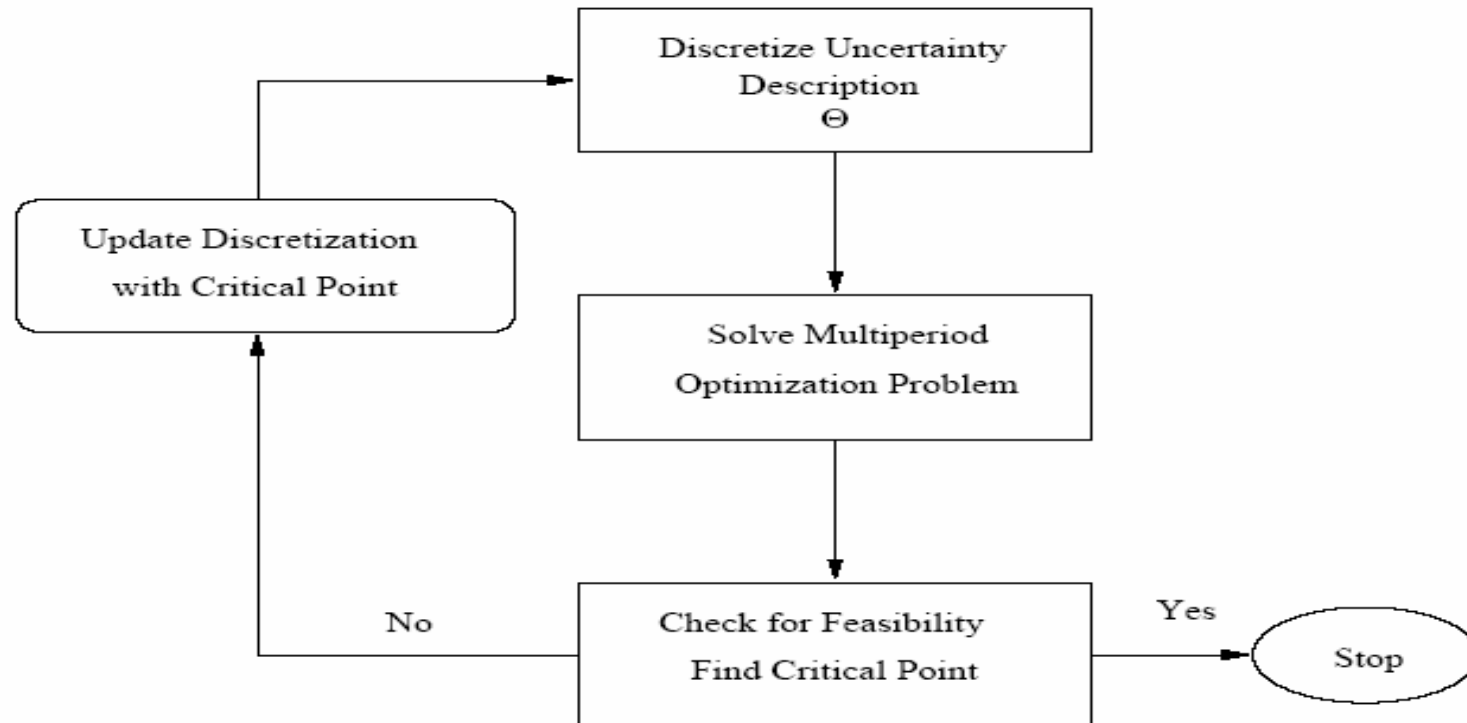 Discretize Uncertainty
Description
Θ
Update Discretization
with Critical Point
Solve Multiperiod
Optimization Problem
No
Check for Feasibility
Find Critical Point
Yes
Stop